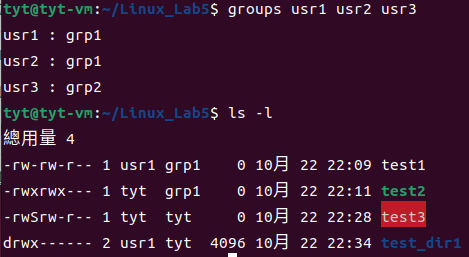 tyt@tyt-vm:~/Linux_Lab5$ groups usr1 usr2 usr3
usr1 : grp1
usr2 : grp1
usr3 : grp2
tyt@tyt-vm:~/Linux_Lab5$ ls -l
總用量 4
-rw-rw-r-- 1 usr1 grp1    0 10月 22 22:09 test1
-rwxrwx--- 1 tyt  grp1    0 10月 22 22:11 test2
-rwSrw-r-- 1 tyt  tyt     0 10月 22 22:28 test3
drwx------ 2 usr1 tyt  4096 10月 22 22:34 test_dir1